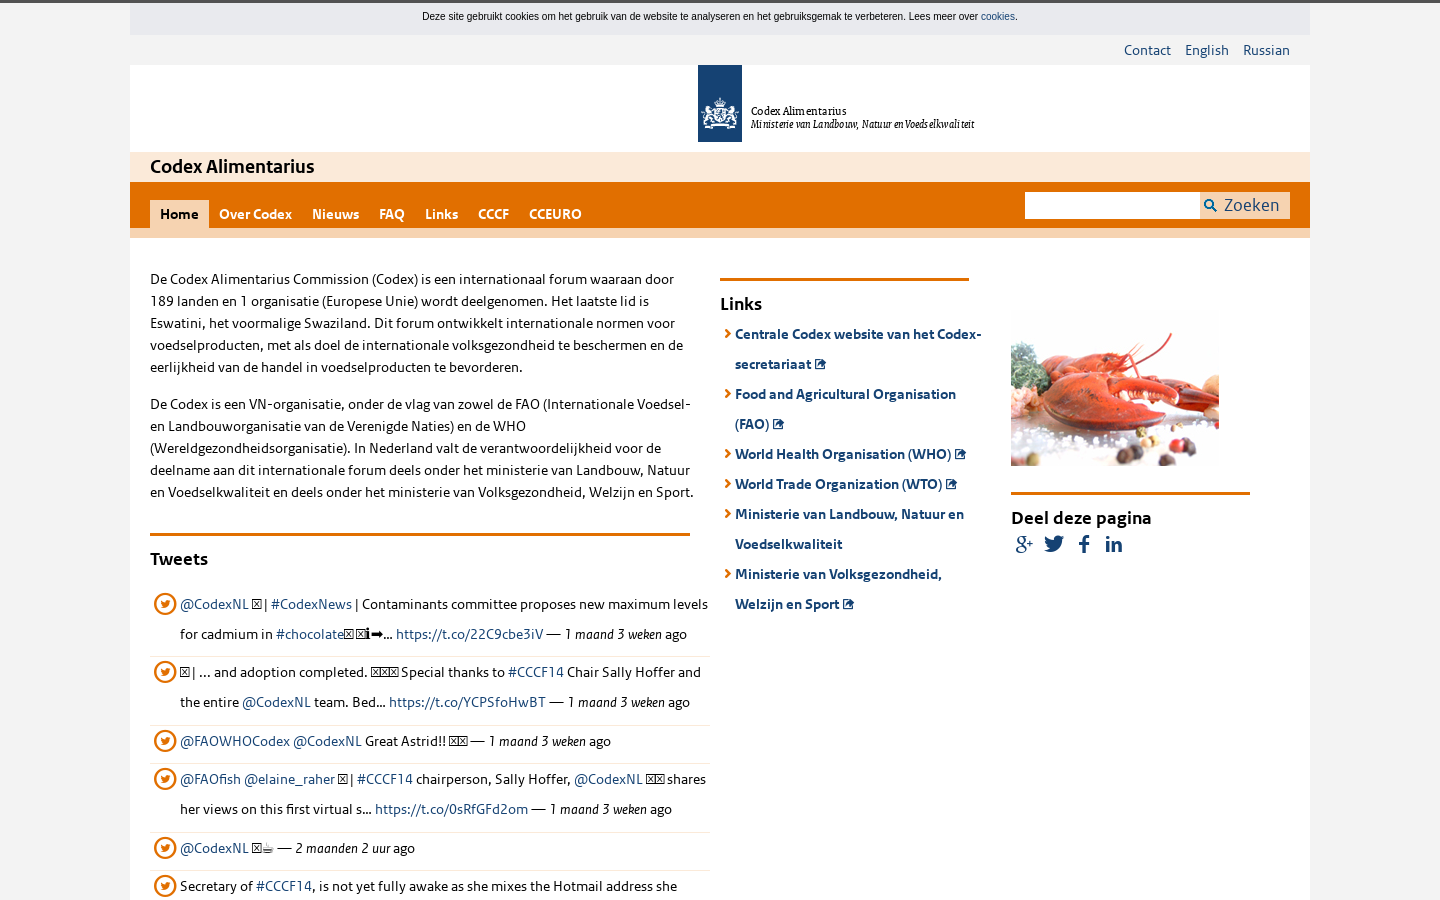 Deze site gebruikt cookies om het gebruik van de website te analyseren en het gebruiksgemak te verbeteren. Lees meer over cookies.
Contact English Russian
Codex Alimentarius
Ministerie van Landbouw, Natuur en Voedselkwaliteit
Codex Alimentarius
Home Over Codex Nieuws FAQ Links CCCF CCEURO
Zoeken
De Codex Alimentarius Commission (Codex) is een internationaal forum waaraan door
189 landen en 1 organisatie (Europese Unie) wordt deelgenomen. Het laatste lid is
Eswatini, het voormalige Swaziland. Dit forum ontwikkelt internationale normen voor
voedselproducten, met als doel de internationale volksgezondheid te beschermen en de
eerlijkheid van de handel in voedselproducten te bevorderen.
De Codex is een VN-organisatie, onder de vlag van zowel de FAO (Internationale Voedsel-
en Landbouworganisatie van de Verenigde Naties) en de WHO
(Wereldgezondheidsorganisatie). In Nederland valt de verantwoordelijkheid voor de
deelname aan dit internationale forum deels onder het ministerie van Landbouw, Natuur
en Voedselkwaliteit en deels onder het ministerie van Volksgezondheid, Welzijn en Sport.
Tweets
@CodexNL | #CodexNews | Contaminants committee proposes new maximum levels
for cadmium in #chocolate ℹ➡… https://t.co/22C9cbe3iV — 1 maand 3 weken ago
| ... and adoption completed. Special thanks to #CCCF14 Chair Sally Hoffer and
the entire @CodexNL team. Bed… https://t.co/YCPSfoHwBT — 1 maand 3 weken ago
@FAOWHOCodex @CodexNL Great Astrid!! — 1 maand 3 weken ago
@FAOfish @elaine_raher | #CCCF14 chairperson, Sally Hoffer, @CodexNL shares
her views on this first virtual s… https://t.co/0sRfGFd2om — 1 maand 3 weken ago
@CodexNL ☕ — 2 maanden 2 uur ago
Secretary of #CCCF14, is not yet fully awake as she mixes the Hotmail address she
Links
Centrale Codex website van het Codex-
secretariaat
Food and Agricultural Organisation
(FAO)
World Health Organisation (WHO)
World Trade Organization (WTO)
Ministerie van Landbouw, Natuur en
Voedselkwaliteit
Ministerie van Volksgezondheid,
Welzijn en Sport
Deel deze pagina